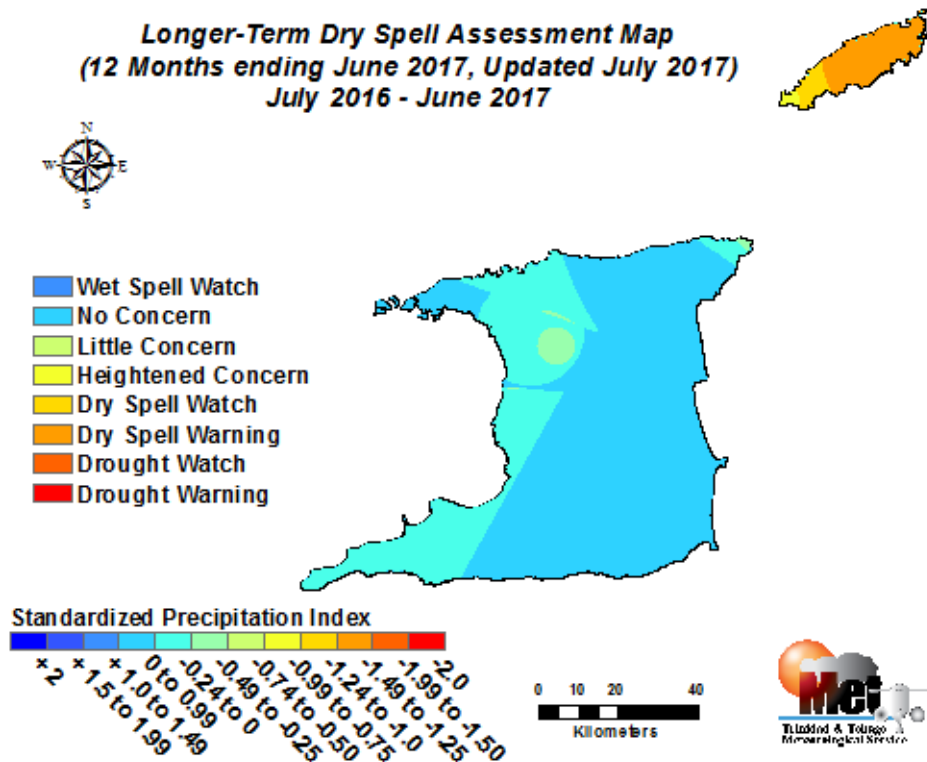 Longer-Term Dry Spell Assessment Map
(12 Months ending June 2017, Updated July 2017)
July 2016 - June 2017
N
W
E
S
Wet Spell Watch
No Concern
Little Concern
Heightened Concern
Dry Spell Watch
Dry Spell Warning
Drought Watch
Drought Warning
Standardized Precipitation Index
+2
+1.5 to 1.99
+1.0 to 1.49
0 to 0.99
-0.24 to 0
-0.49 to -0.25
-0.74 to -0.50
-0.99 to -0.75
-1.24 to -1.0
-1.49 to -1.25
-1.99 to -1.50
-2.0
0 10 20 40
Kilometers
Met
Trinidad & Tobago
Meteorological Service